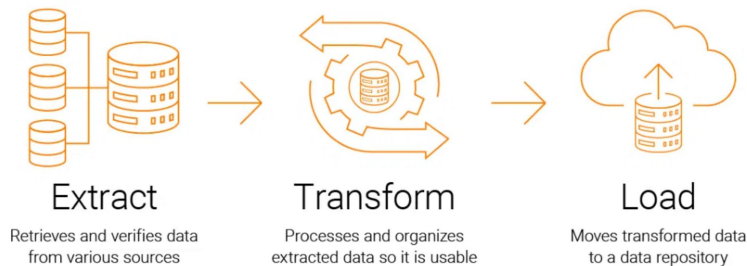 Extract
Transform
Load
Retrieves and verifies data
from various sources
Processes and organizes
extracted data so it is usable
Moves transformed data
to a data repository